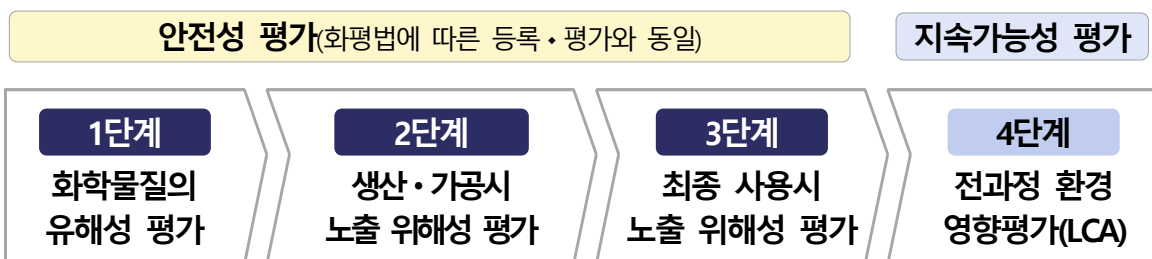 안전성 평가(화평법에 따른 등록·평가와 동일)
지속가능성 평가
1단계
화학물질의
유해성 평가
2단계
생산·가공시
노출 위해성 평가
3단계
최종 사용시
노출 위해성 평가
4단계
전과정 환경
영향평가(LCA)